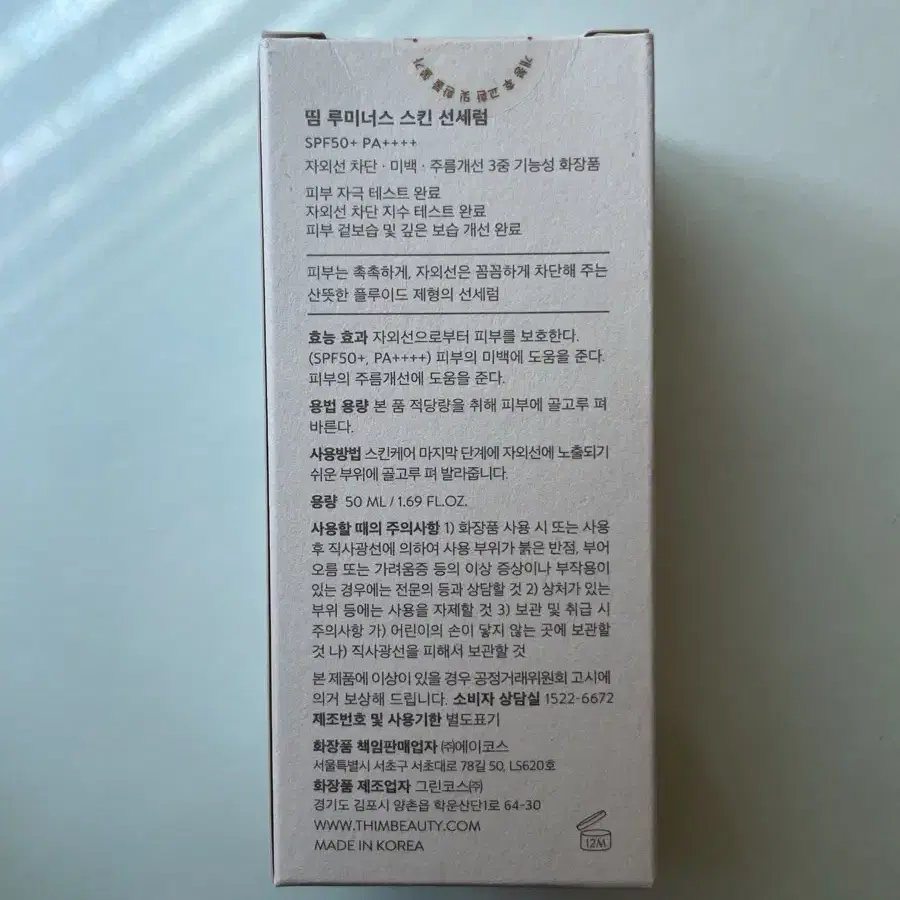 개봉 후 교환 및 환불 불가
띰 루미너스 스킨 선세럼
SPF50+ PA++++
자외선 차단 · 미백 · 주름개선 3중 기능성 화장품
피부 자극 테스트 완료
자외선 차단 지수 테스트 완료
피부 겉보습 및 깊은 보습 개선 완료
피부는 촉촉하게, 자외선은 꼼꼼하게 차단해 주는
산뜻한 플루이드 제형의 선세럼
효능 효과 자외선으로부터 피부를 보호한다.
(SPF50+, PA++++) 피부의 미백에 도움을 준다.
피부의 주름개선에 도움을 준다.
용법 용량 본 품 적당량을 취해 피부에 골고루 펴
바른다.
사용방법 스킨케어 마지막 단계에 자외선에 노출되기
쉬운 부위에 골고루 펴 발라줍니다.
용량 50 ML / 1.69 FL.OZ.
사용할 때의 주의사항 1) 화장품 사용 시 또는 사용
후 직사광선에 의하여 사용 부위가 붉은 반점, 부어
오름 또는 가려움증 등의 이상 증상이나 부작용이
있는 경우에는 전문의 등과 상담할 것 2) 상처가 있는
부위 등에는 사용을 자제할 것 3) 보관 및 취급 시
주의사항 가) 어린이의 손이 닿지 않는 곳에 보관할
것 나) 직사광선을 피해서 보관할 것
본 제품에 이상이 있을 경우 공정거래위원회 고시에
의거 보상해 드립니다. 소비자 상담실 1522-6672
제조번호 및 사용기한 별도표기
화장품 책임판매업자 ㈜에이코스
서울특별시 서초구 서초대로 78길 50, LS620호
화장품 제조업자 그린코스㈜
경기도 김포시 양촌읍 학운산단1로 64-30
WWW.THIMBEAUTY.COM
MADE IN KOREA
12M